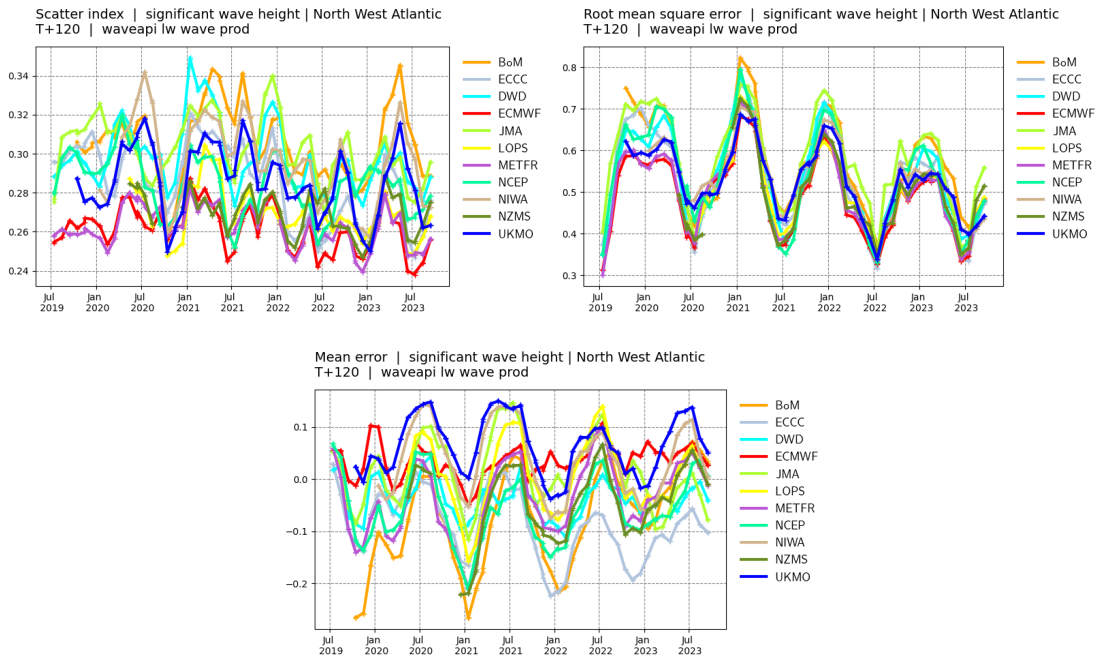 Scatter index | significant wave height | North West Atlantic
T+120 | waveapi lw wave prod
0.34
0.32
0.30
0.28
0.26
0.24
Jul 2019
Jan 2020
Jul 2020
Jan 2021
Jul 2021
Jan 2022
Jul 2022
Jan 2023
Jul 2023
BoM
ECCC
DWD
ECMWF
JMA
LOPS
METFR
NCEP
NIWA
NZMS
UKMO
Root mean square error | significant wave height | North West Atlantic
T+120 | waveapi lw wave prod
0.8
0.7
0.6
0.5
0.4
0.3
Jul 2019
Jan 2020
Jul 2020
Jan 2021
Jul 2021
Jan 2022
Jul 2022
Jan 2023
Jul 2023
BoM
ECCC
DWD
ECMWF
JMA
LOPS
METFR
NCEP
NIWA
NZMS
UKMO
Mean error | significant wave height | North West Atlantic
T+120 | waveapi lw wave prod
0.1
0.0
−0.1
−0.2
Jul 2019
Jan 2020
Jul 2020
Jan 2021
Jul 2021
Jan 2022
Jul 2022
Jan 2023
Jul 2023
BoM
ECCC
DWD
ECMWF
JMA
LOPS
METFR
NCEP
NIWA
NZMS
UKMO